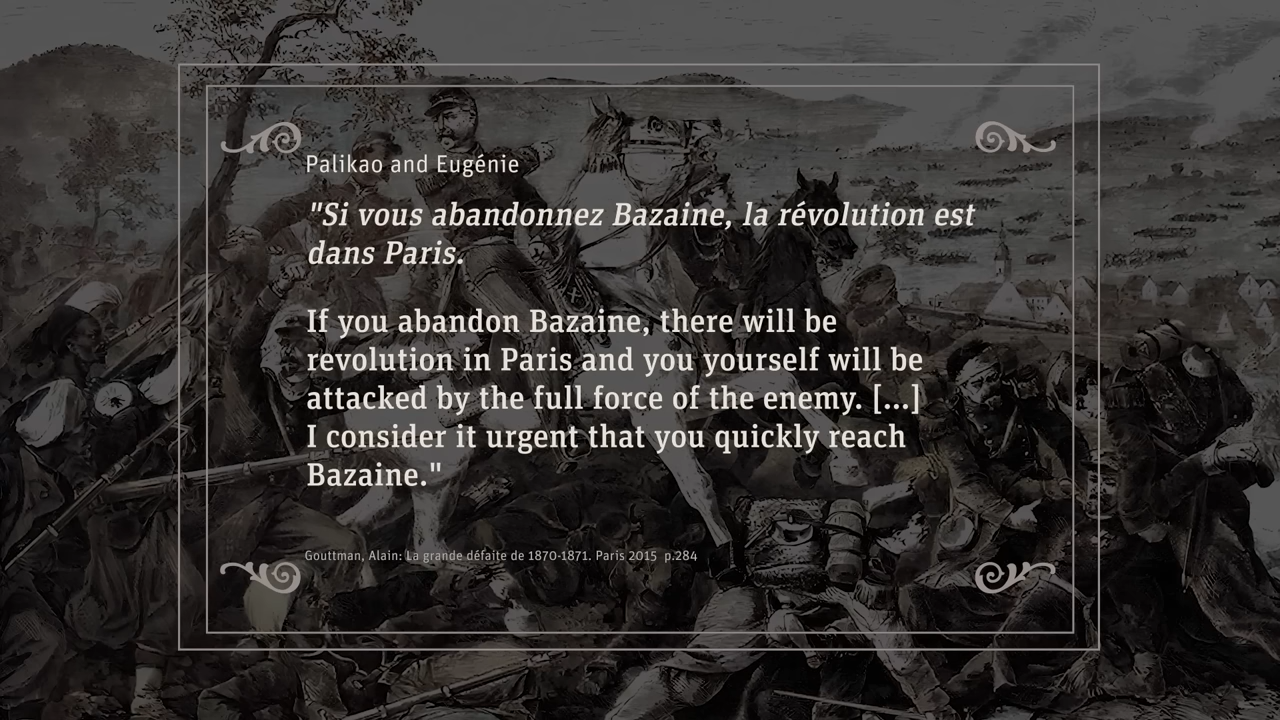 Palikao and Eugénie
"Si vous abandonnez Bazaine, la révolution est
dans Paris.
If you abandon Bazaine, there will be
revolution in Paris and you yourself will be
attacked by the full force of the enemy. [...]
I consider it urgent that you quickly reach
Bazaine."
Gouttman, Alain: La grande défaite de 1870-1871. Paris 2015 p.284